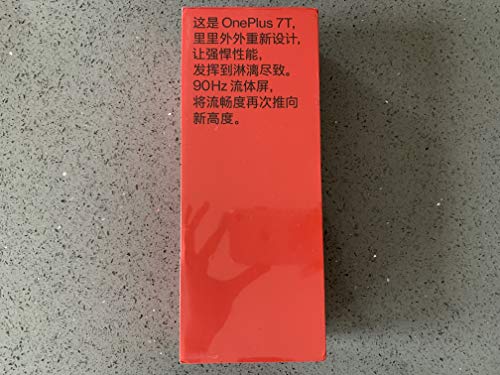 这是 OnePlus 7T,
里里外外重新设计,
让强悍性能,
发挥到淋漓尽致。
90Hz 流体屏,
将流畅度再次推向
新高度。